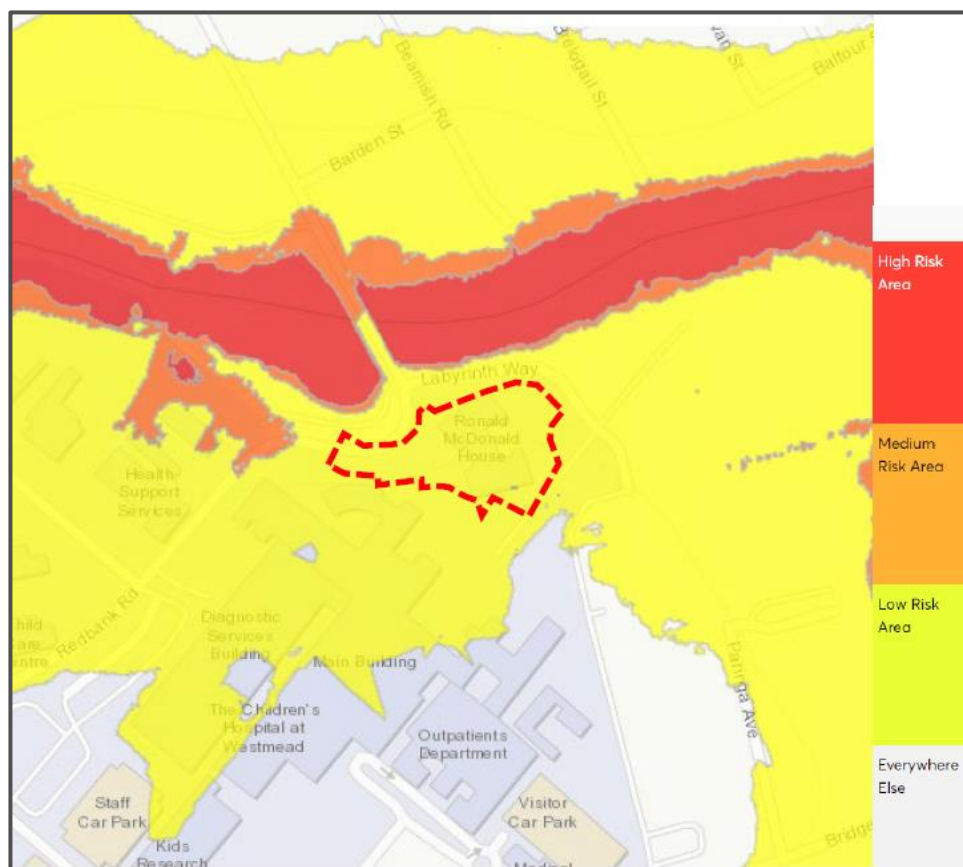 Beamish Rd
Barden St
Labyrinth Way
Ronald
McDonald
House
Health
Support
Services
Redbank Rd
Diagnostic
Services
Building
Main Building
The Children's
Hospital at
Westmead
Outpatients
Department
Staff
Car Park
Kids
Research
Visitor
Car Park
High Risk
Area
Medium
Risk Area
Low Risk
Area
Everywhere
Else